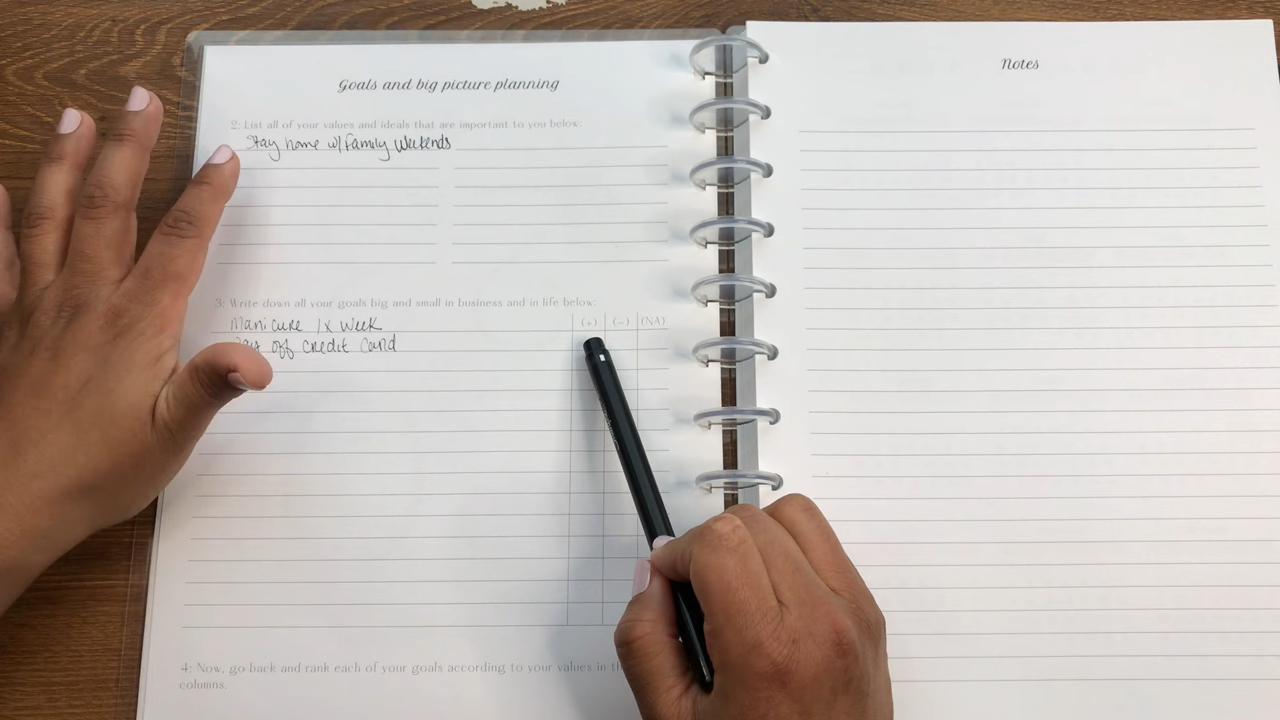 Goals and big picture planning
Notes
2: List all of your values and ideals that are important to you below:
Stay home w/ family Weekends
3: Write down all your goals big and small in business and in life below:
Manicure 1x Week (+) (-) (NA)
Pay off credit card
4: Now, go back and rank each of your goals according to your values in
columns.